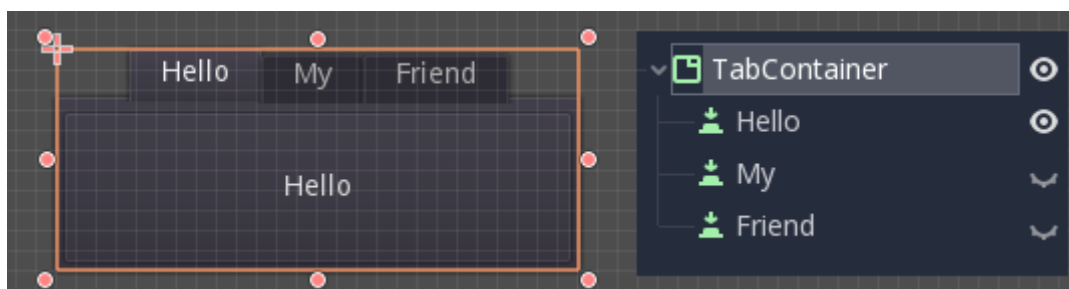 Hello My Friend
Hello
TabContainer
Hello
My
Friend